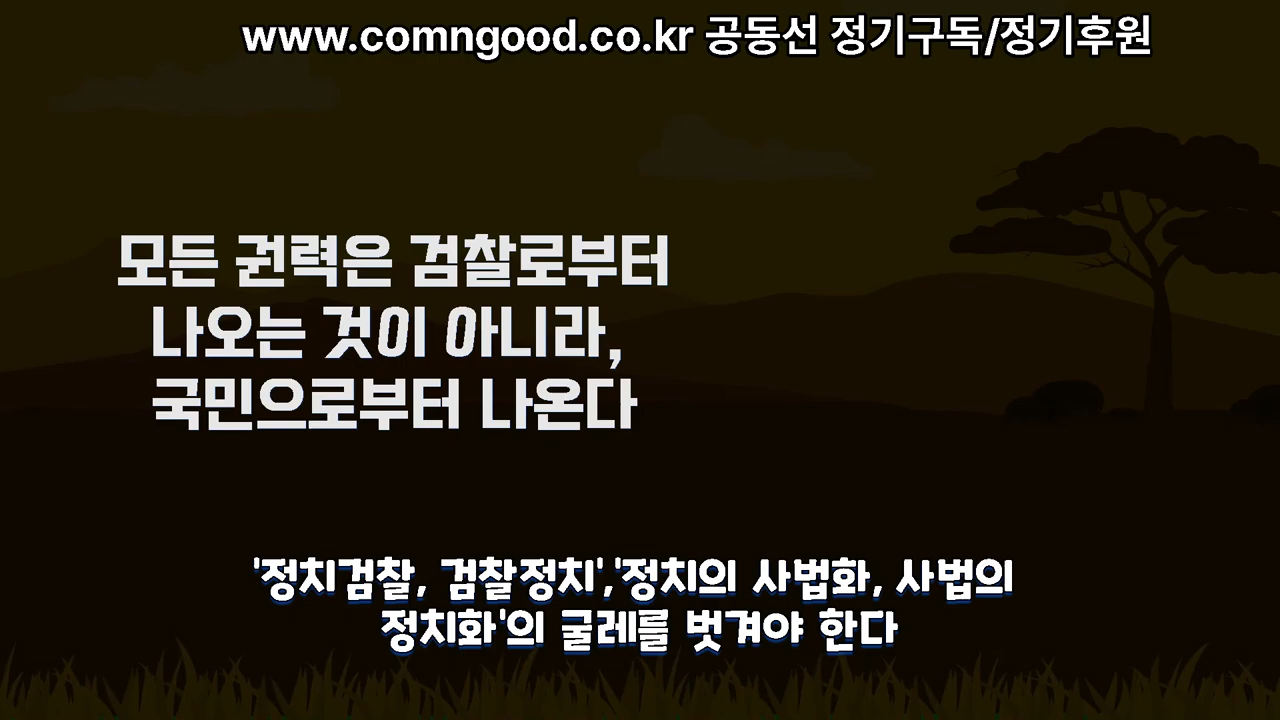 www.comngood.co.kr 공동선 정기구독/정기후원
모든 권력은 검찰로부터
나오는 것이 아니라,
국민으로부터 나온다
'정치검찰, 검찰정치','정치의 사법화, 사법의
정치화'의 굴레를 벗겨야 한다